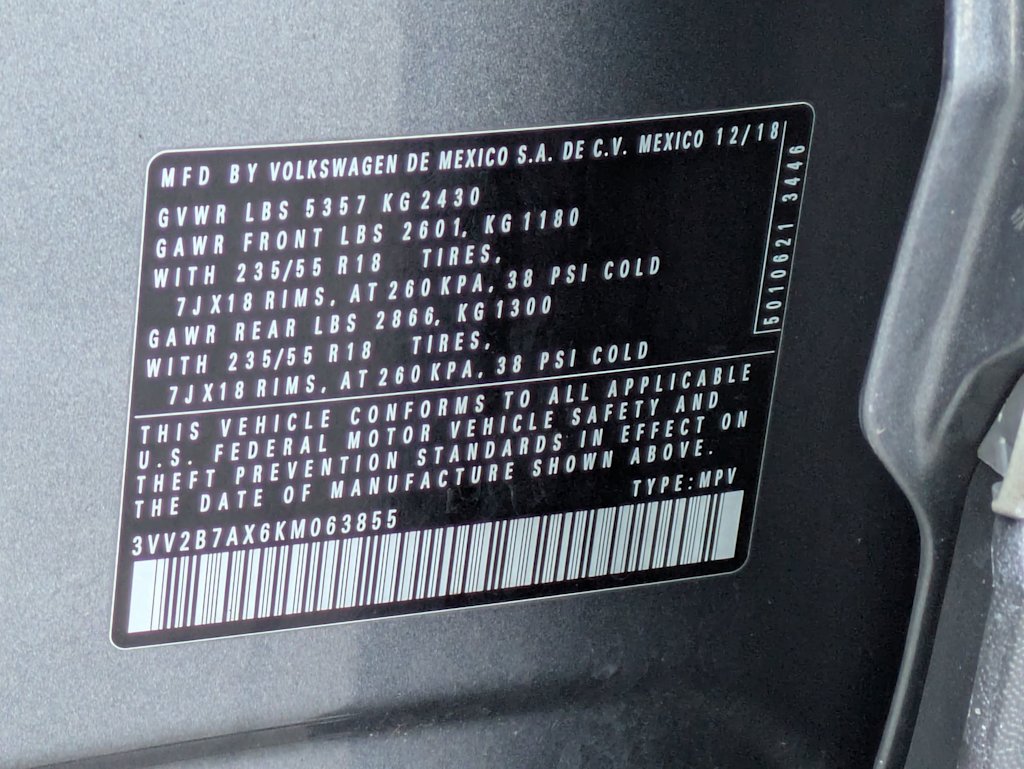 MFD BY VOLKSWAGEN DE MEXICO S.A. DE C.V. MEXICO 12/18
GVWR LBS 5357 KG 2430
GAWR FRONT LBS 2601, KG 1180
WITH 235/55 R18 TIRES,
7JX18 RIMS, AT 260 KPA, 38 PSI COLD
GAWR REAR LBS 2866, KG 1300
WITH 235/55 R18 TIRES,
7JX18 RIMS, AT 260 KPA, 38 PSI COLD
5010621 3446
THIS VEHICLE CONFORMS TO ALL APPLICABLE
U.S. FEDERAL MOTOR VEHICLE SAFETY AND
THEFT PREVENTION STANDARDS IN EFFECT ON
THE DATE OF MANUFACTURE SHOWN ABOVE.
3VV2B7AX6KM063855 TYPE: MPV